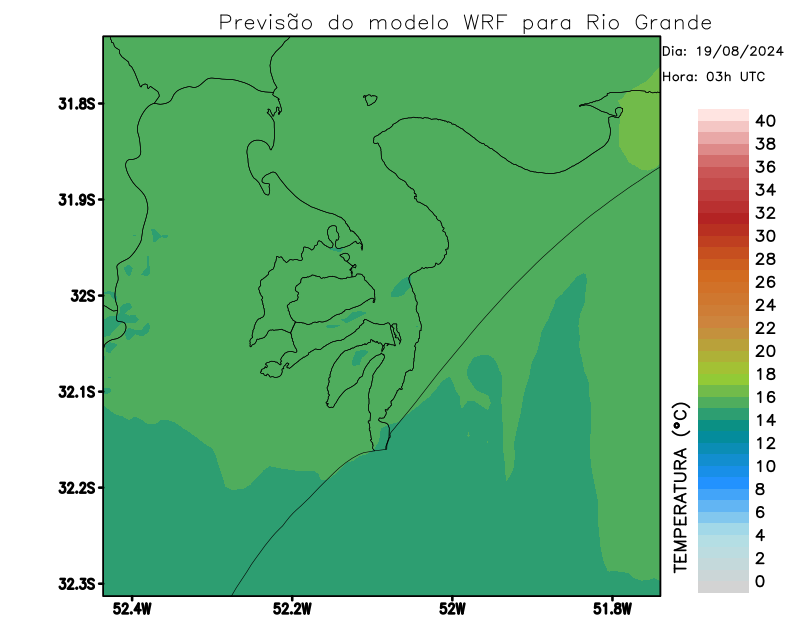 Previsão do modelo WRF para Rio Grande
Dia: 19/08/2024
Hora: 03h UTC
31.8S
31.9S
32S
32.1S
32.2S
32.3S
52.4W
52.2W
52W
51.8W
TEMPERATURA (°C)
40
38
36
34
32
30
28
26
24
22
20
18
16
14
12
10
8
6
4
2
0